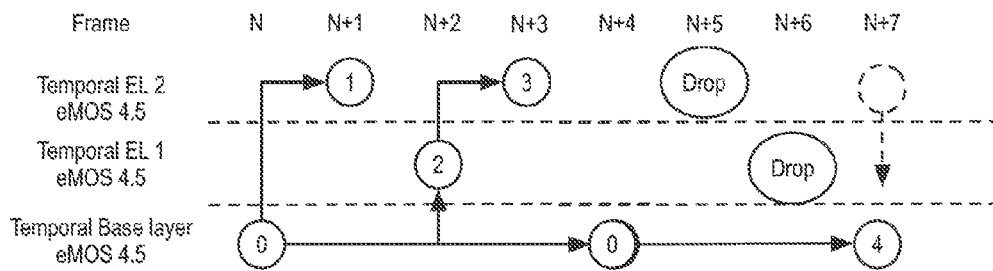 Frame N N+1 N+2 N+3 N+4 N+5 N+6 N+7
Temporal EL 2
eMOS 4.5
1 3 Drop
Temporal EL 1
eMOS 4.5
2 Drop
Temporal Base layer
eMOS 4.5
0 0 4